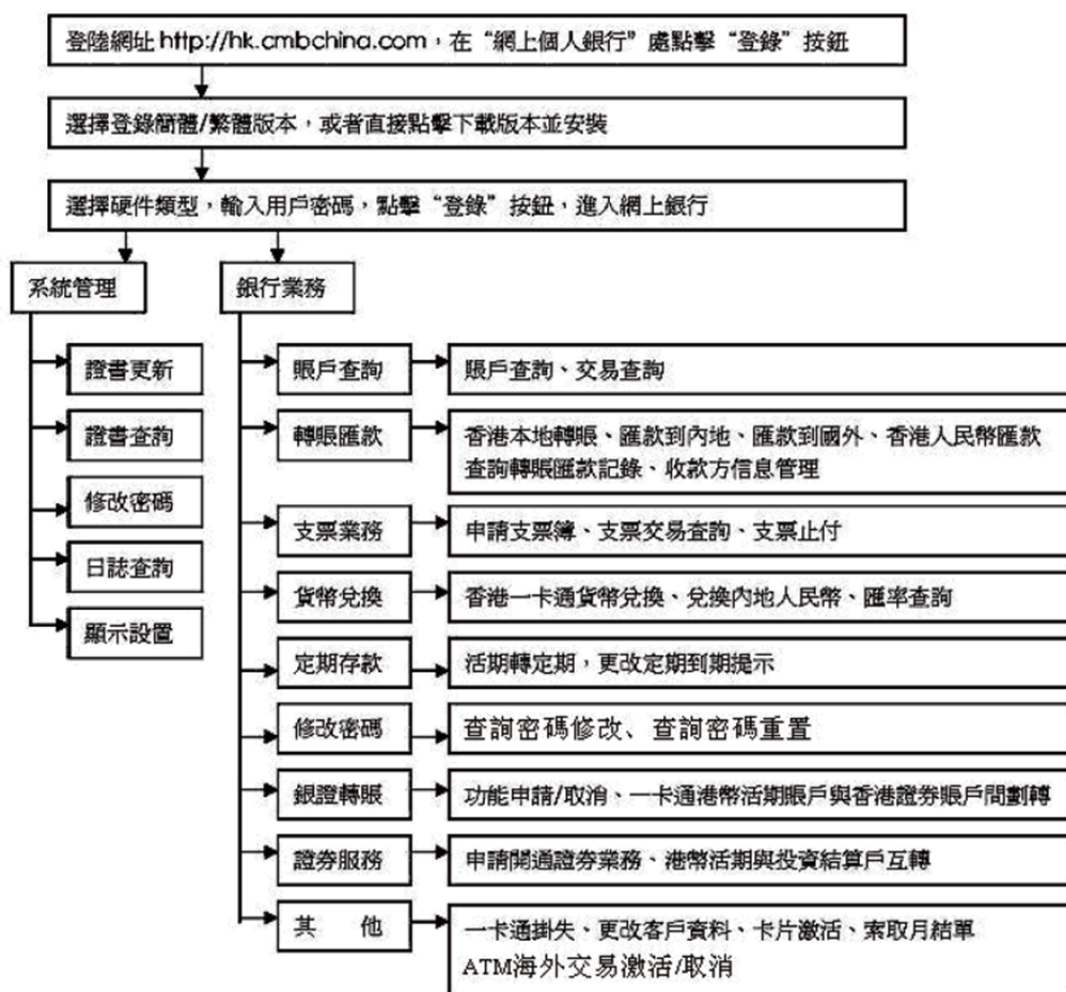 登陸網址 http://hk.cmbchina.com，在“網上個人銀行”處點擊“登錄”按鈕
選擇登錄簡體/繁體版本，或者直接點擊下載版本並安裝
選擇硬件類型，輸入用戶密碼，點擊“登錄”按鈕，進入網上銀行
系統管理
證書更新
證書查詢
修改密碼
日誌查詢
顯示設置
銀行業務
賬戶查詢
賬戶查詢、交易查詢
轉賬匯款
香港本地轉賬、匯款到內地、匯款到國外、香港人民幣匯款
查詢轉賬匯款記錄、收款方信息管理
支票業務
申請支票簿、支票交易查詢、支票止付
貨幣兌換
香港一卡通貨幣兌換、兌換內地人民幣、匯率查詢
定期存款
活期轉定期，更改定期到期提示
修改密碼
查詢密碼修改、查詢密碼重置
銀證轉賬
功能申請/取消、一卡通港幣活期賬戶與香港證券賬戶間劃轉
證券服務
申請開通證券業務、港幣活期與投資結算戶互轉
其 他
一卡通掛失、更改客戶資料、卡片激活、索取月結單
ATM海外交易激活/取消